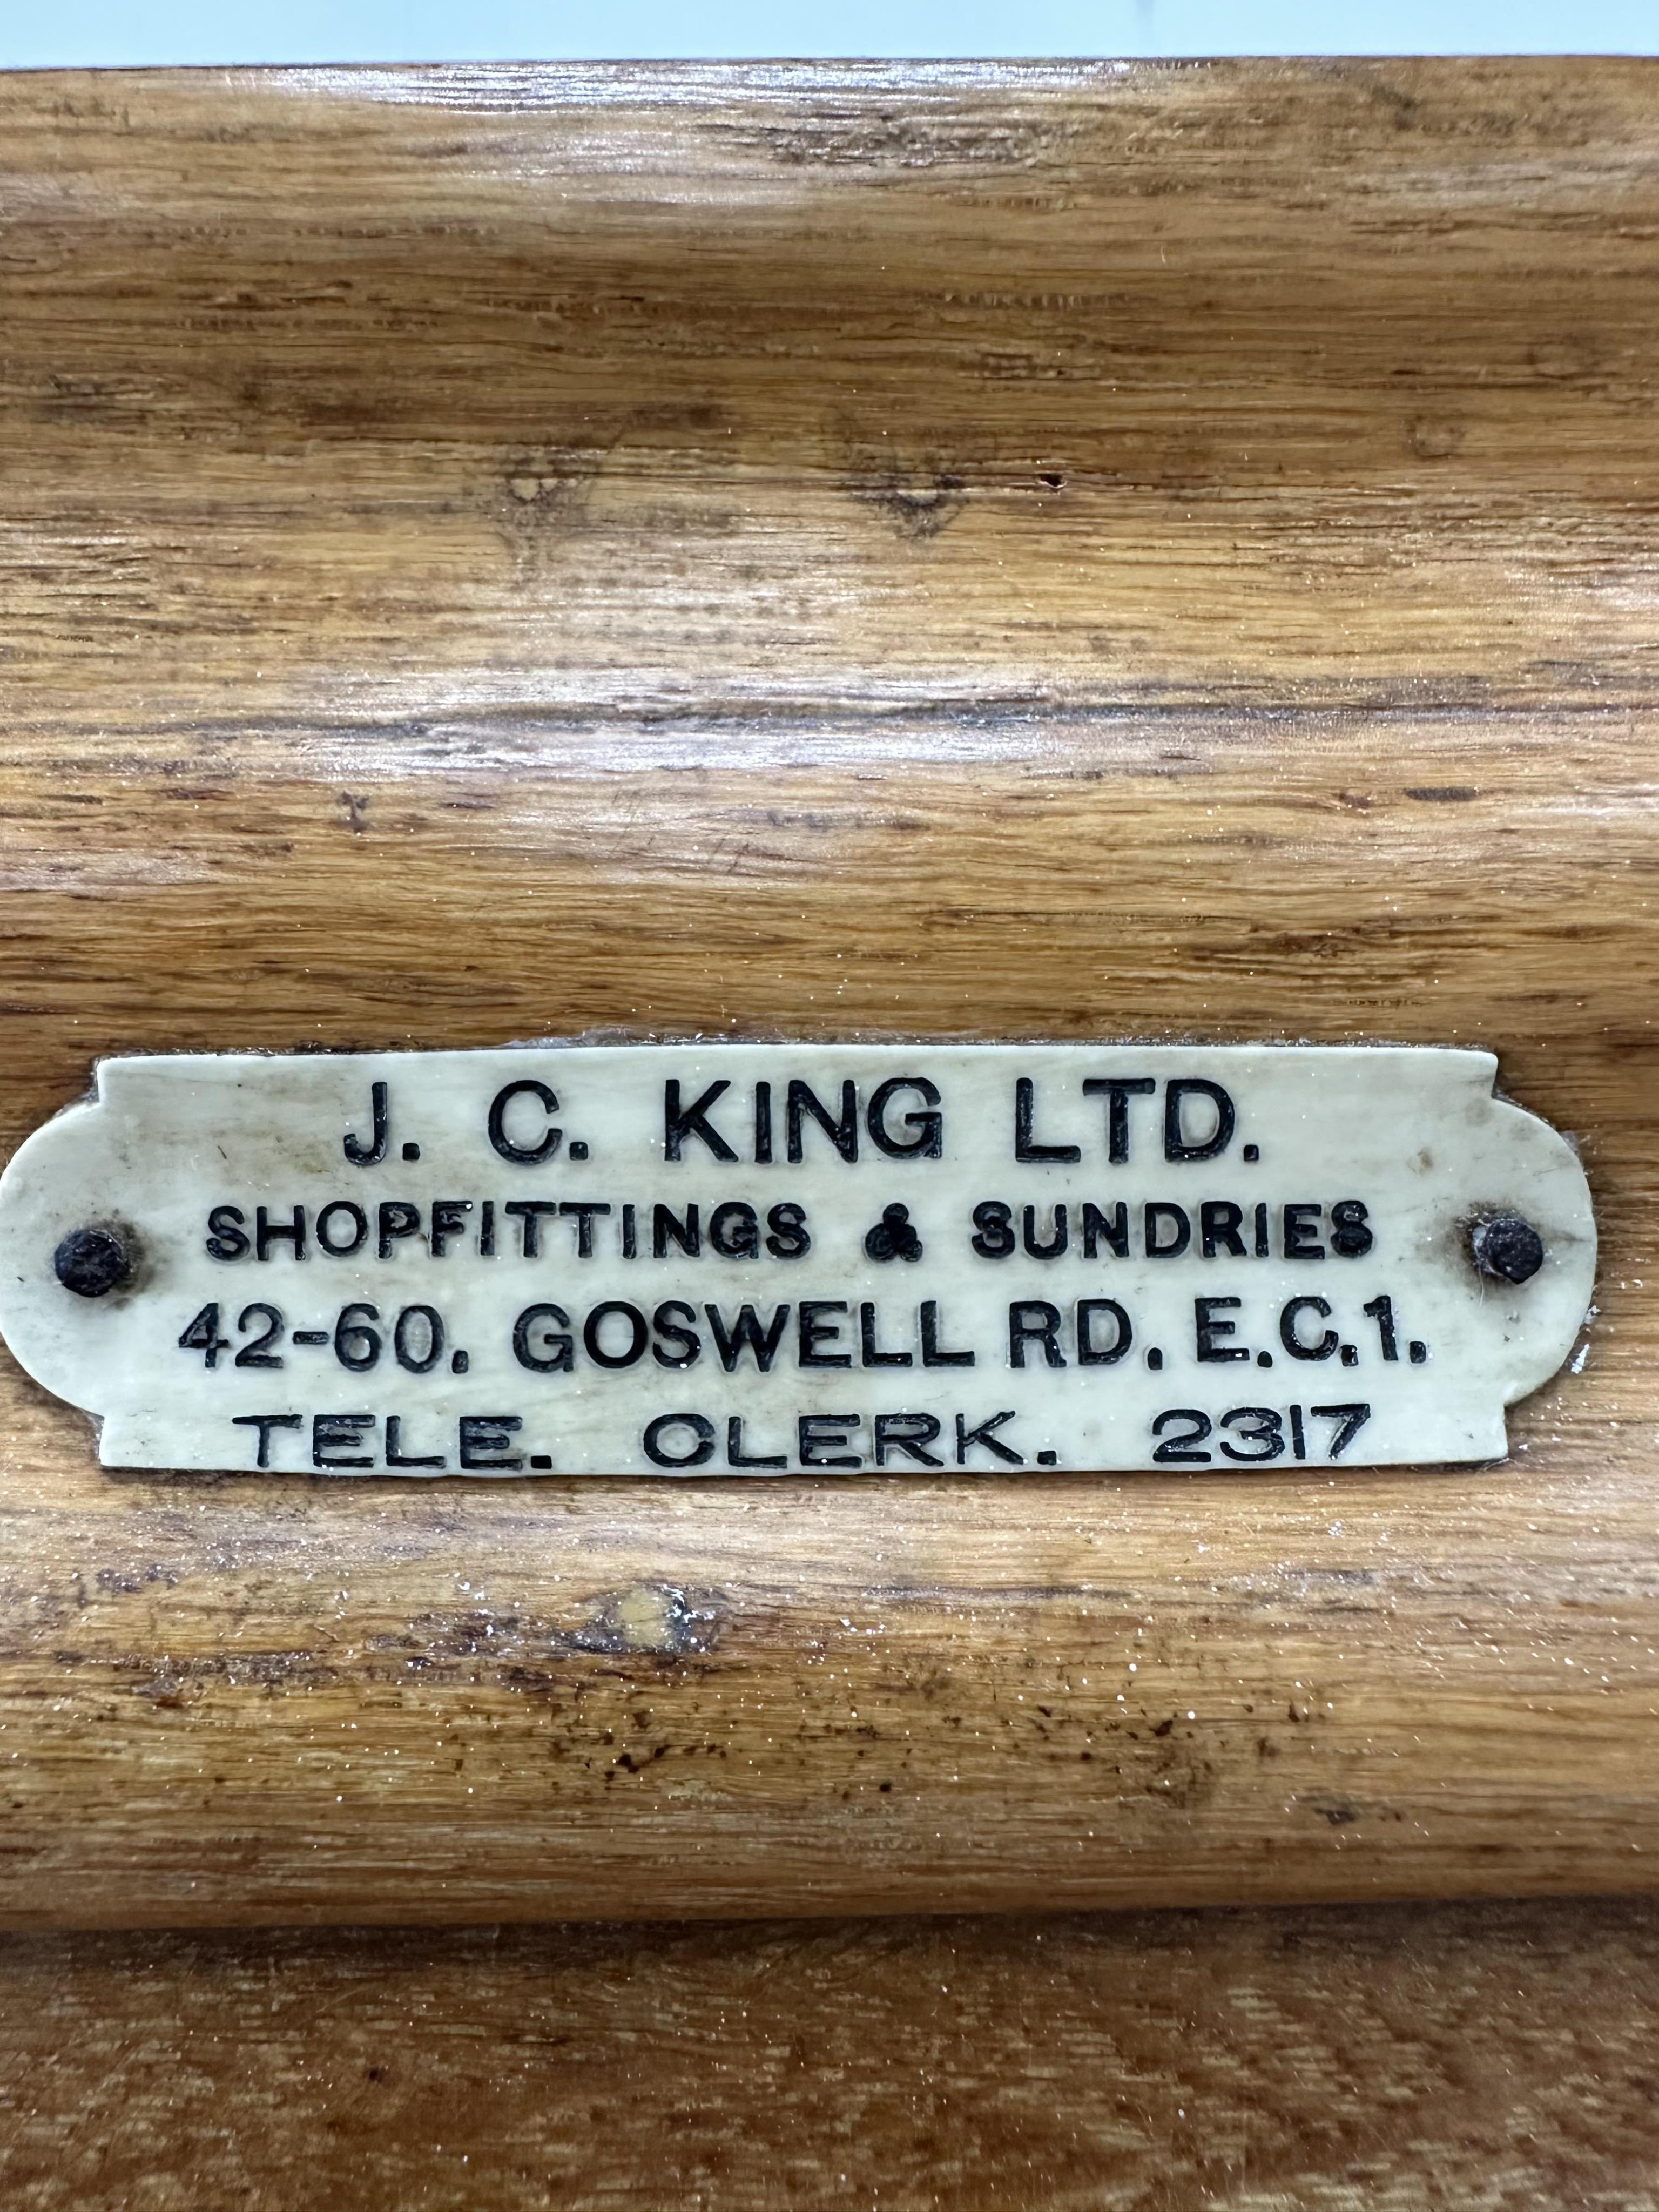 J. C. KING LTD.
SHOPFITTINGS & SUNDRIES
42-60. GOSWELL RD. E.C.1.
TELE. CLERK. 2317